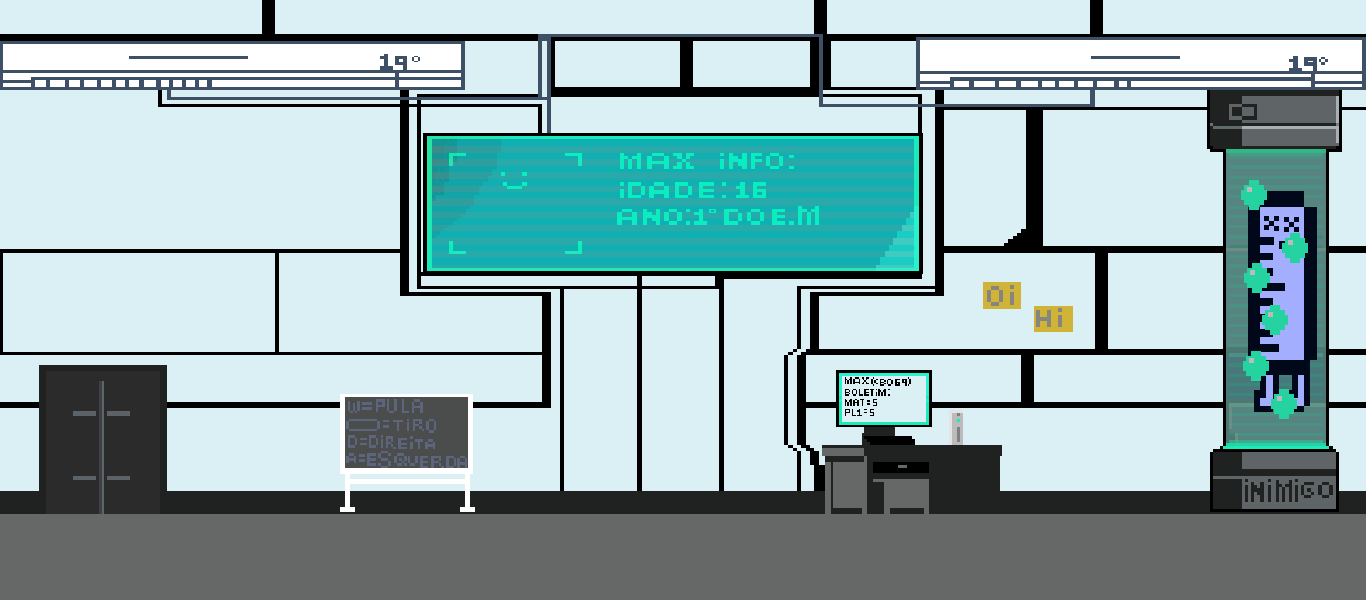 19°
19°
MAX iNFO:
iDADE:16
ANO:1°DO E.M
Oi
Hi
MAX(CBO69)
BOLETiM:
MAT=5
PL1=5
W=PULA
=TiRO
D=DiREiTA
A=ESQUERDA
iNiMiGO